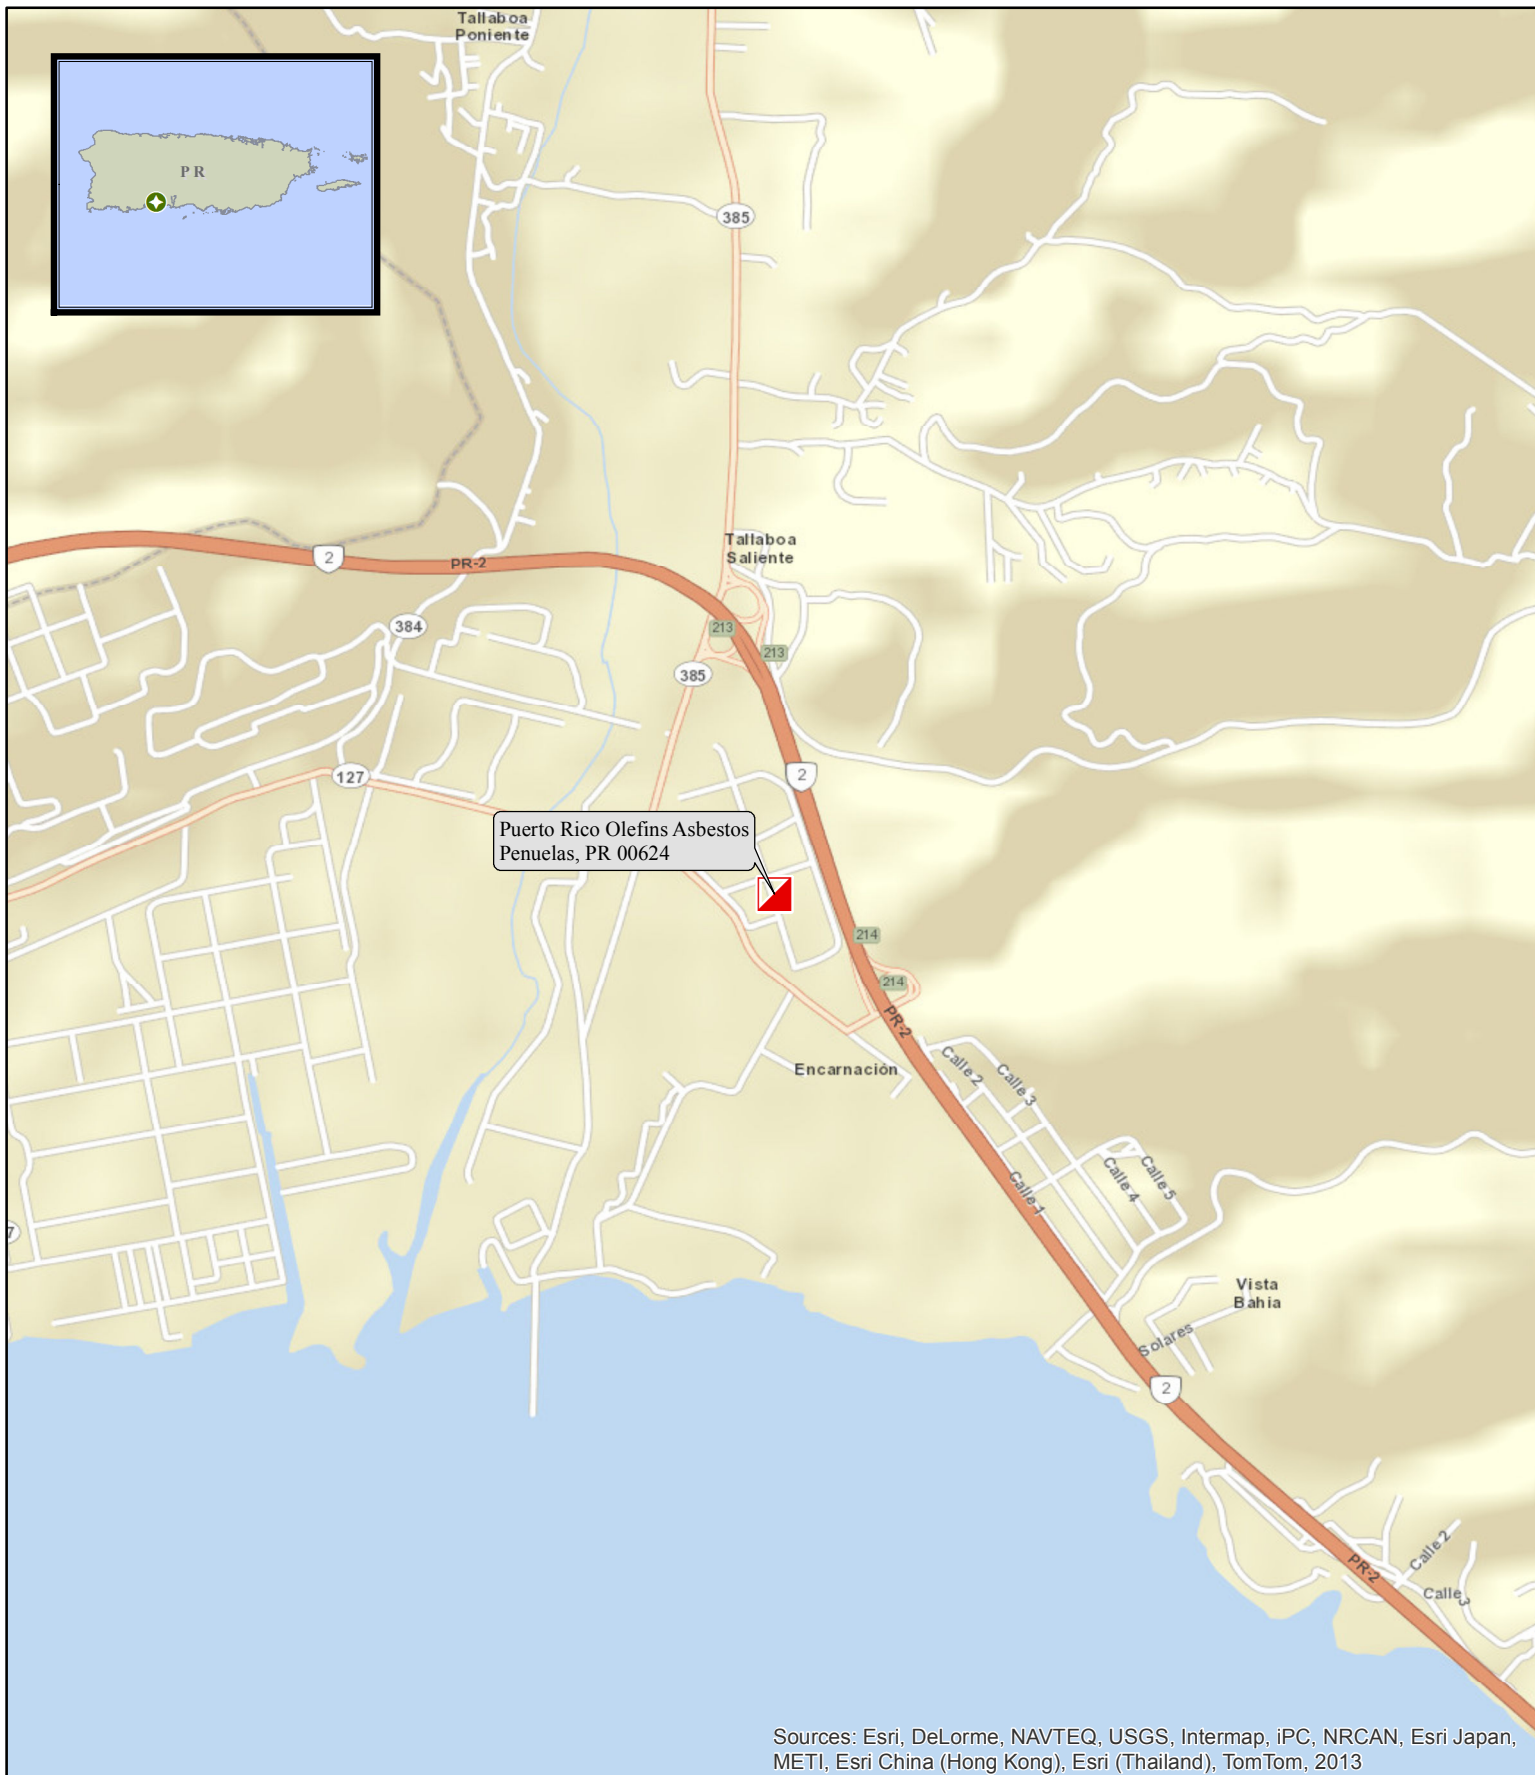 Tallaboa
Poniente
P R
385
Tallaboa
Saliente
2
PR-2
384
213
213
385
2
127
Puerto Rico Olefins Asbestos
Penuelas, PR 00624
214
214
PR-2
Encarnación
Calle 2
Calle 3
Calle 4
Calle 5
Calle 1
7
Vista
Bahia
Solares
2
PR-2
Calle 2
Calle 3
Sources: Esri, DeLorme, NAVTEQ, USGS, Intermap, iPC, NRCAN, Esri Japan,
METI, Esri China (Hong Kong), Esri (Thailand), TomTom, 2013